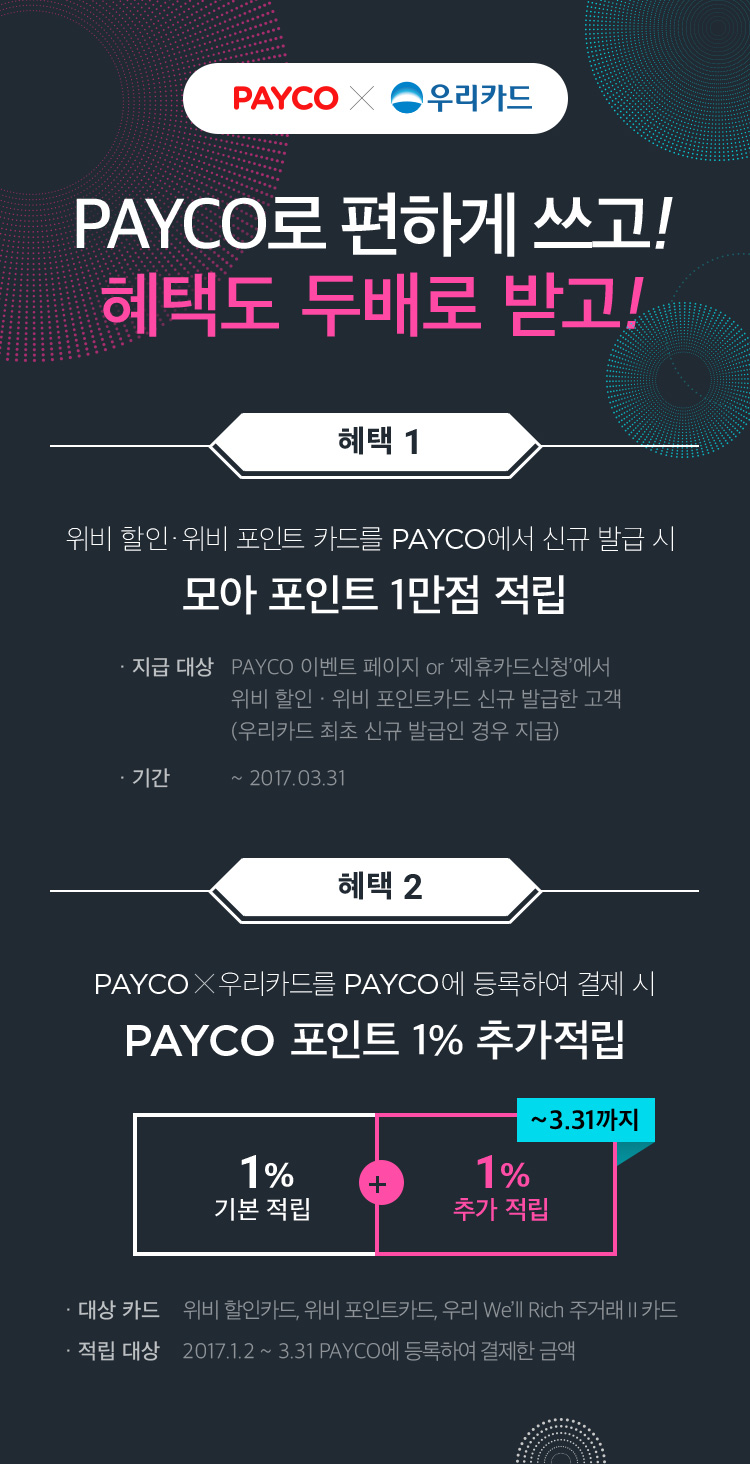 PAYCO × 우리카드
PAYCO로 편하게 쓰고!
혜택도 두배로 받고!
혜택 1
위비 할인·위비 포인트 카드를 PAYCO에서 신규 발급 시
모아 포인트 1만점 적립
· 지급 대상 PAYCO 이벤트 페이지 or ‘제휴카드신청’에서
위비 할인 · 위비 포인트카드 신규 발급한 고객
(우리카드 최초 신규 발급인 경우 지급)
· 기간 ~ 2017.03.31
혜택 2
PAYCO×우리카드를 PAYCO에 등록하여 결제 시
PAYCO 포인트 1% 추가적립
~3.31까지
1% + 1%
기본 적립 추가 적립
· 대상 카드 위비 할인카드, 위비 포인트카드, 우리 We’ll Rich 주거래Ⅱ카드
· 적립 대상 2017.1.2 ~ 3.31 PAYCO에 등록하여 결제한 금액